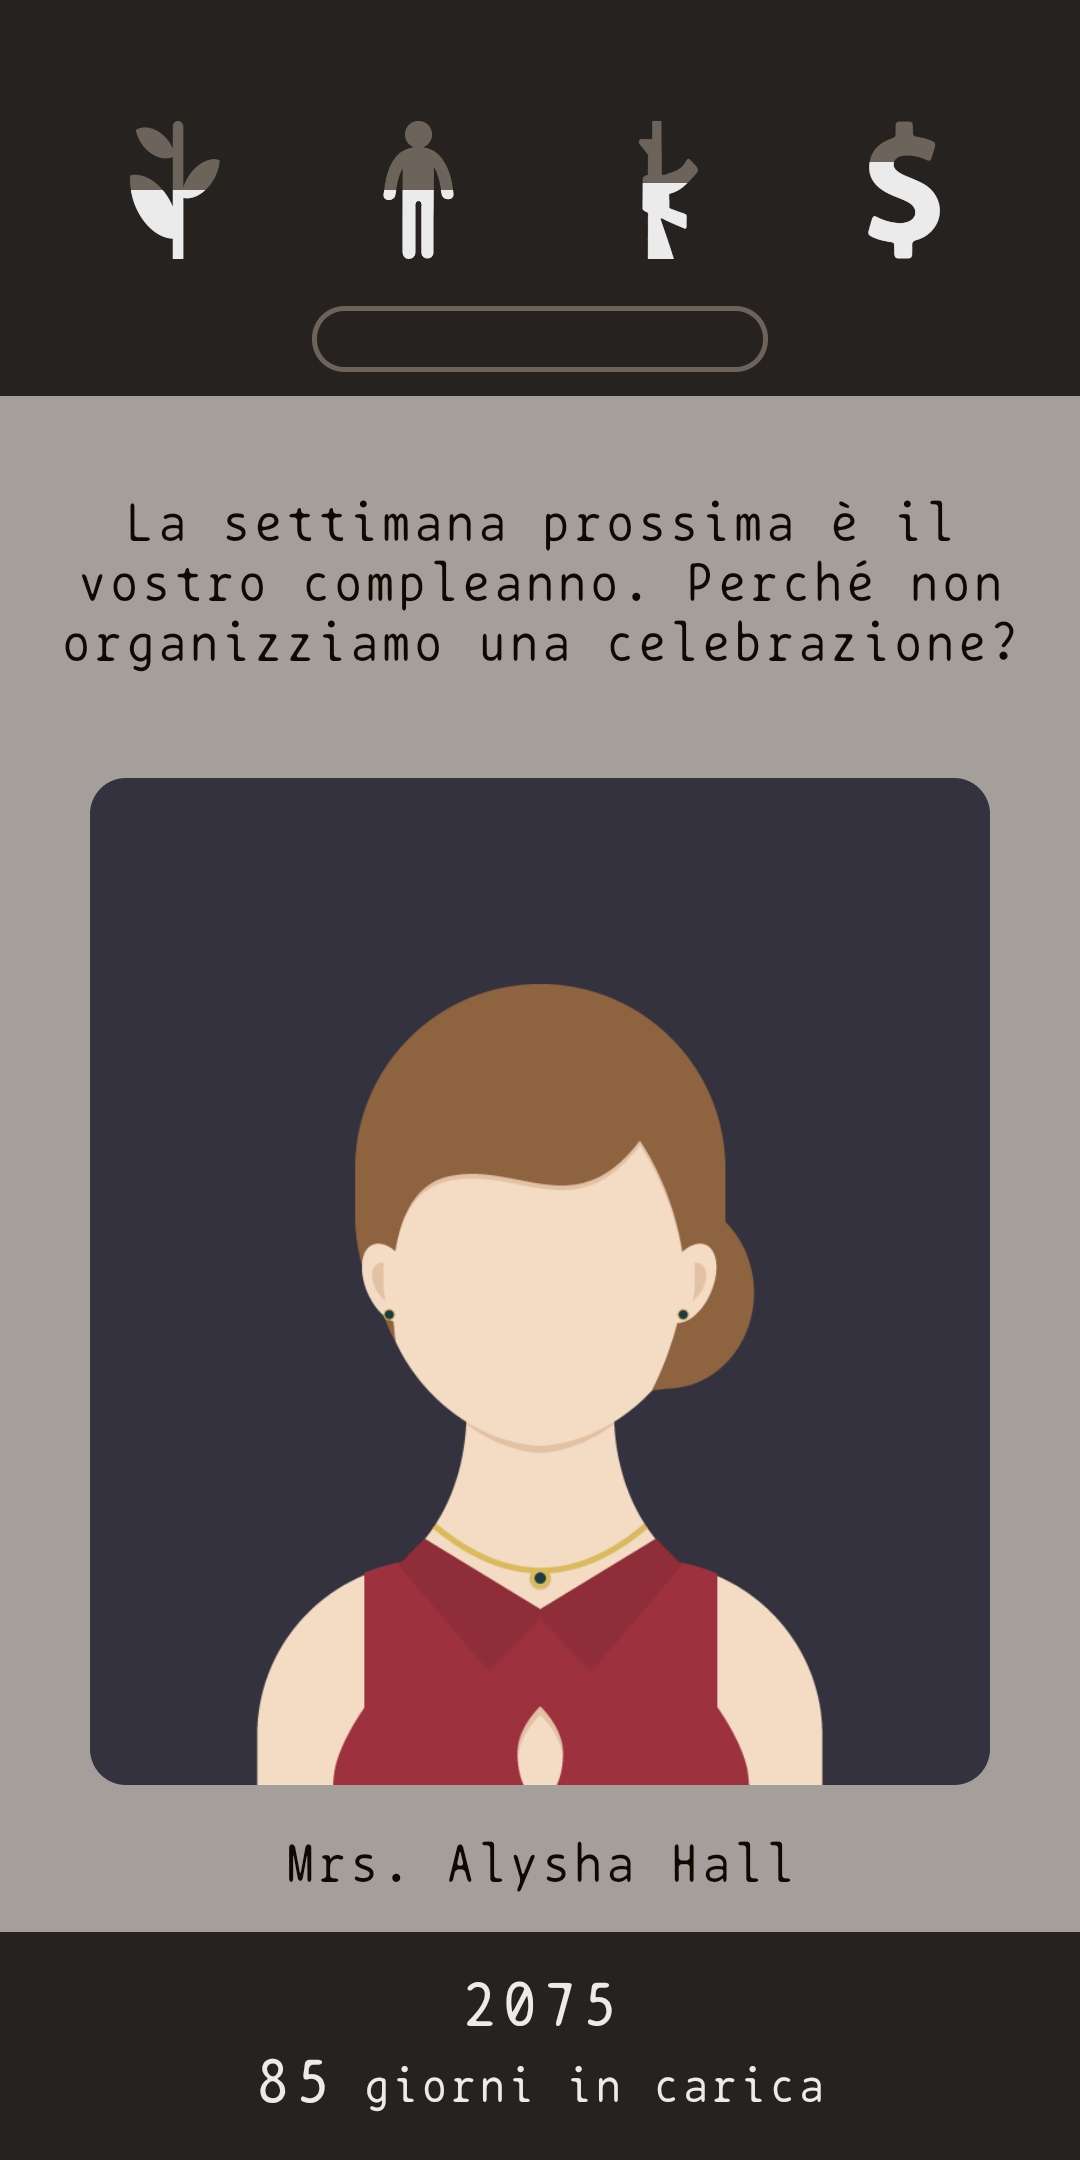 La settimana prossima è il
vostro compleanno. Perché non
organizziamo una celebrazione?
Mrs. Alysha Hall
2075
85 giorni in carica